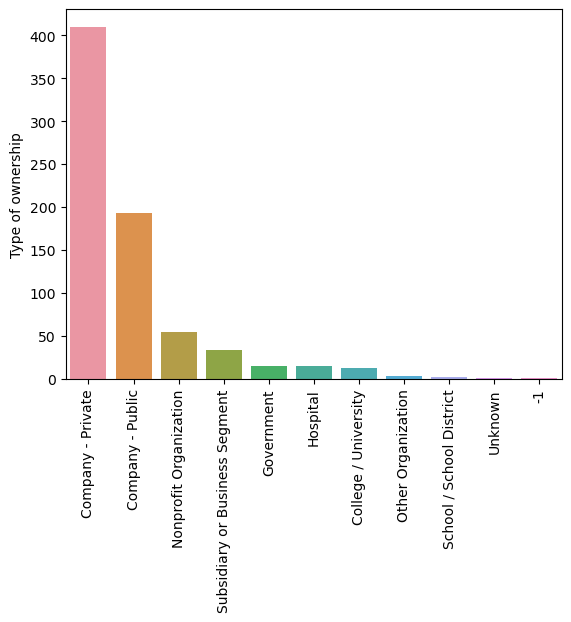 400
350
300
250
200
150
100
50
0
Type of ownership
Company - Private
Company - Public
Nonprofit Organization
Subsidiary or Business Segment
Government
Hospital
College / University
Other Organization
School / School District
Unknown
-1